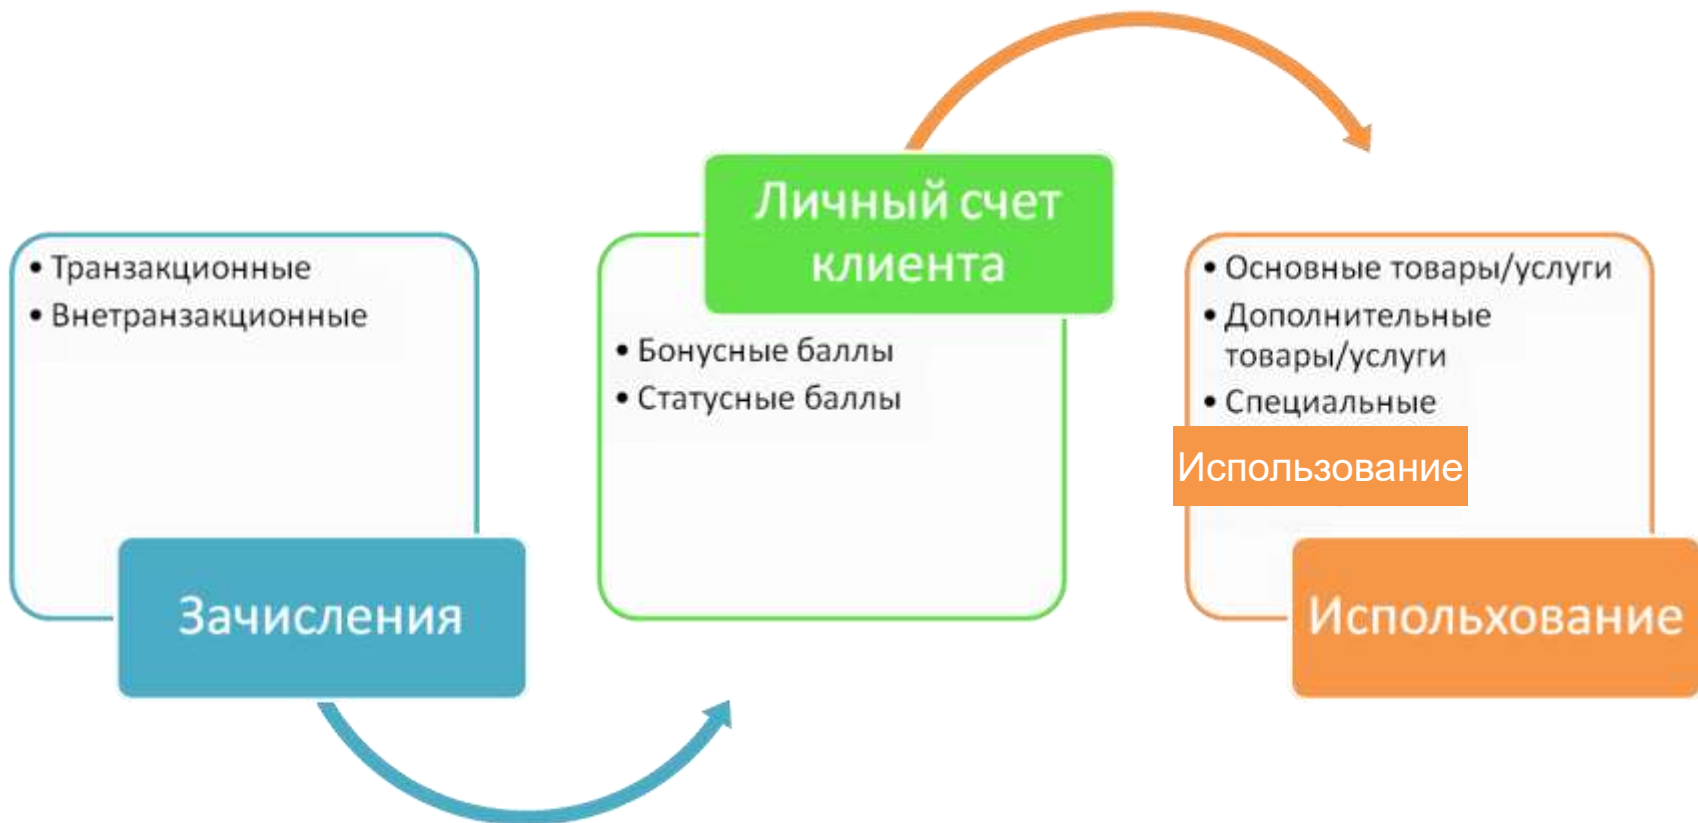 • Транзакционные
• Внетранзакционные
Зачисления
Личный счет
клиента
• Бонусные баллы
• Статусные баллы
• Основные товары/услуги
• Дополнительные
товары/услуги
• Специальные
Использование
Испольхование